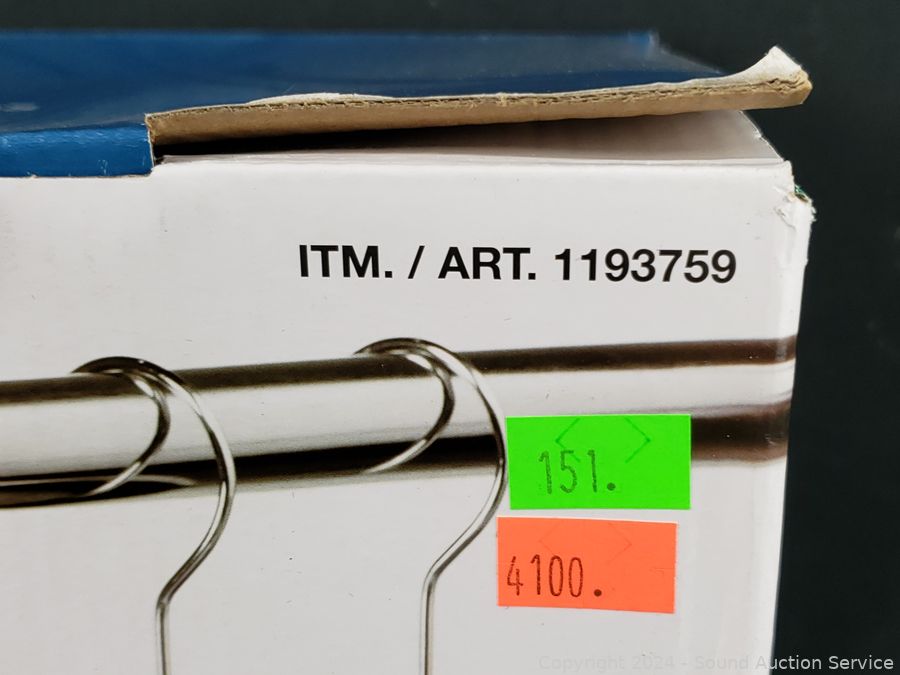 ITM. / ART. 1193759
151.
4100.
Copyright 2024 - Sound Auction Service